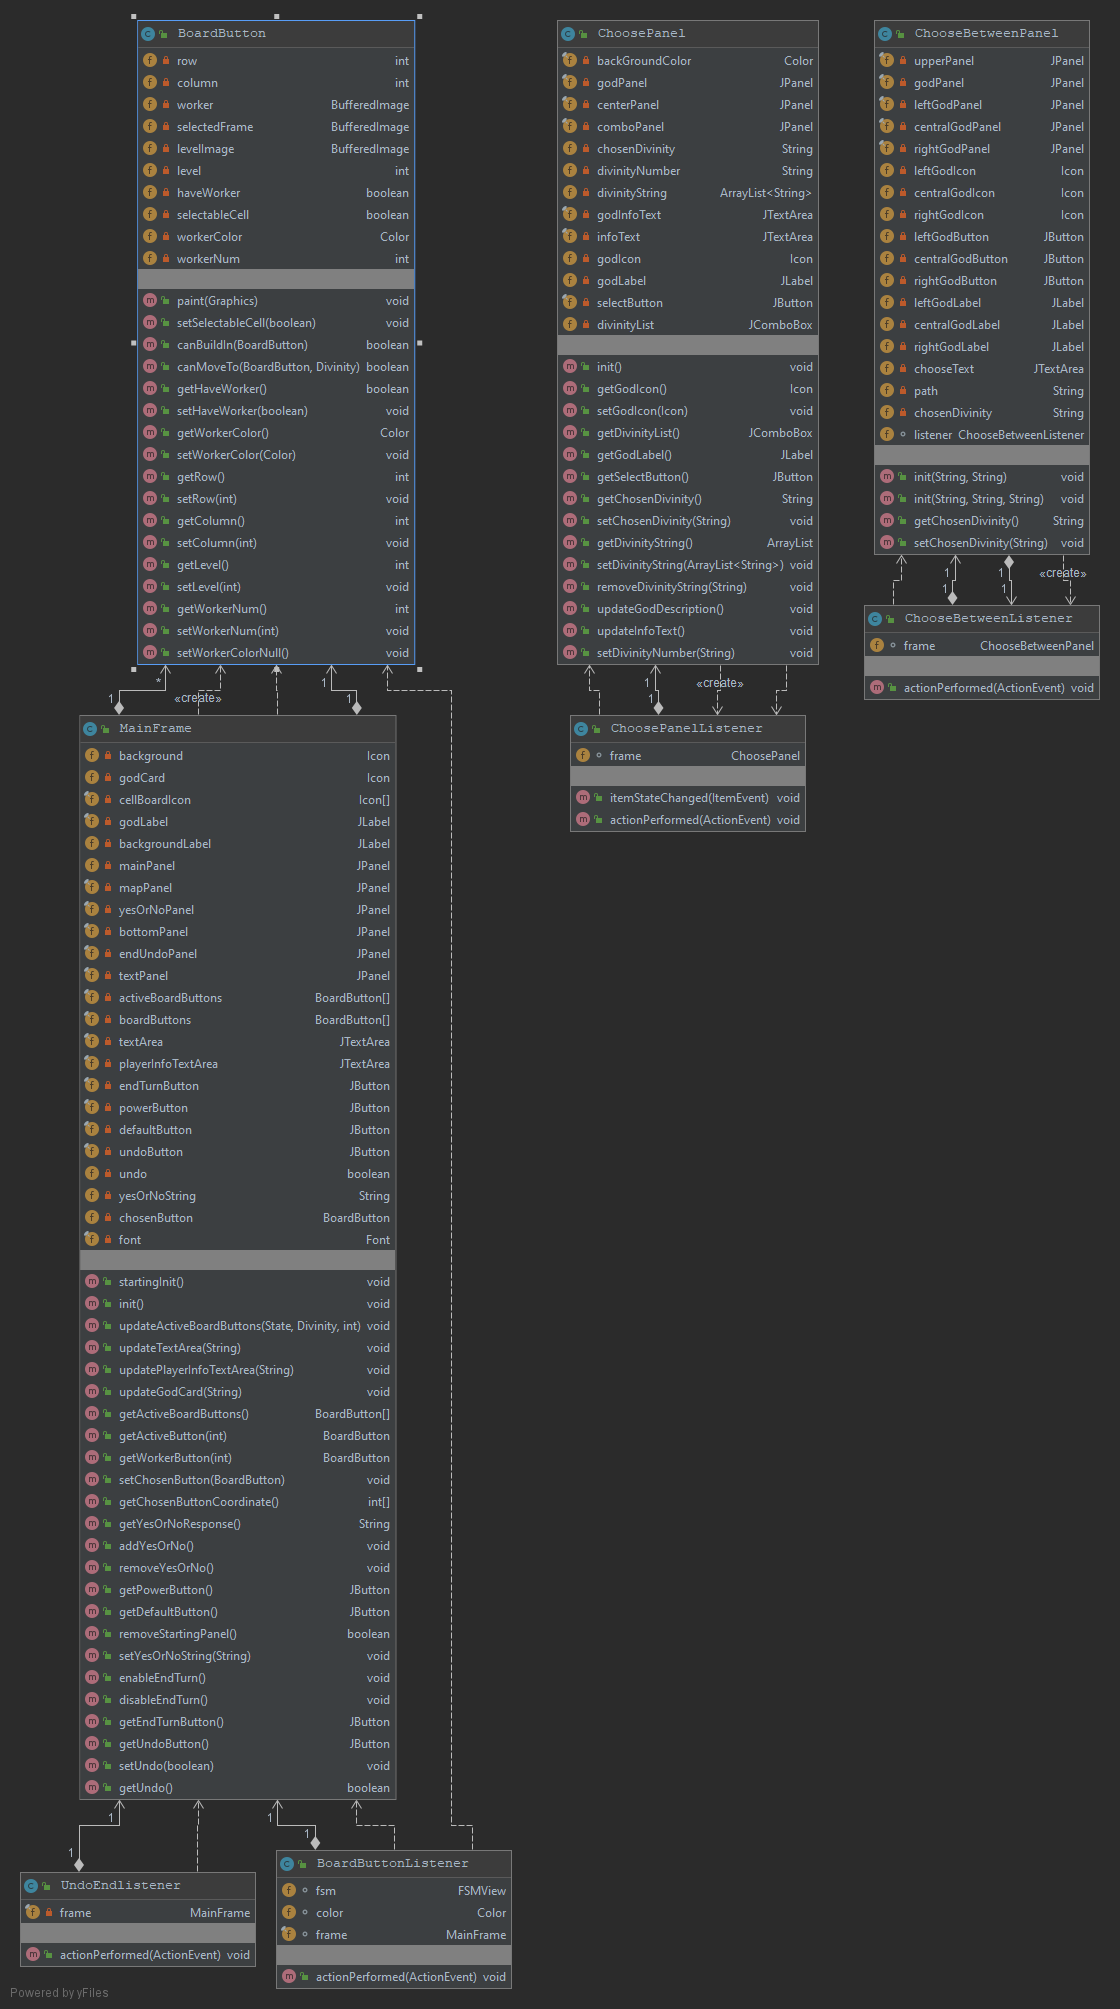 BoardButton
row int
column int
worker BufferedImage
selectedFrame BufferedImage
levelImage BufferedImage
level int
haveWorker boolean
selectableCell boolean
workerColor Color
workerNum int
paint(Graphics) void
setSelectableCell(boolean) void
canBuildIn(BoardButton) boolean
canMoveTo(BoardButton, Divinity) boolean
getHaveWorker() boolean
setHaveWorker(boolean) void
getWorkerColor() Color
setWorkerColor(Color) void
getRow() int
setRow(int) void
getColumn() int
setColumn(int) void
getLevel() int
setLevel(int) void
getWorkerNum() int
setWorkerNum(int) void
setWorkerColorNull() void
ChoosePanel
backGroundColor Color
godPanel JPanel
centerPanel JPanel
comboPanel JPanel
chosenDivinity String
divinityNumber String
divinityString ArrayList<String>
godInfoText JTextArea
infoText JTextArea
godIcon Icon
godLabel JLabel
selectButton JButton
divinityList JComboBox
init() void
getGodIcon() Icon
setGodIcon(Icon) void
getDivinityList() JComboBox
getGodLabel() JLabel
getSelectButton() JButton
getChosenDivinity() String
setChosenDivinity(String) void
getDivinityString() ArrayList
setDivinityString(ArrayList<String>) void
removeDivinityString(String) void
updateGodDescription() void
updateInfoText() void
setDivinityNumber(String) void
ChooseBetweenPanel
upperPanel JPanel
godPanel JPanel
leftGodPanel JPanel
centralGodPanel JPanel
rightGodPanel JPanel
leftGodIcon Icon
centralGodIcon Icon
rightGodIcon Icon
leftGodButton JButton
centralGodButton JButton
rightGodButton JButton
leftGodLabel JLabel
centralGodLabel JLabel
rightGodLabel JLabel
chooseText JTextArea
path String
chosenDivinity String
listener ChooseBetweenListener
init(String, String) void
init(String, String, String) void
getChosenDivinity() String
setChosenDivinity(String) void
1 1 «create»
1 1
ChooseBetweenListener
frame ChooseBetweenPanel
actionPerformed(ActionEvent) void
* 1
1 «create» 1
1 «create»
1
MainFrame
background Icon
godCard Icon
cellBoardIcon Icon[]
godLabel JLabel
backgroundLabel JLabel
mainPanel JPanel
mapPanel JPanel
yesOrNoPanel JPanel
bottomPanel JPanel
endUndoPanel JPanel
textPanel JPanel
activeBoardButtons BoardButton[]
boardButtons BoardButton[]
textArea JTextArea
playerInfoTextArea JTextArea
endTurnButton JButton
powerButton JButton
defaultButton JButton
undoButton JButton
undo boolean
yesOrNoString String
chosenButton BoardButton
font Font
startingInit() void
init() void
updateActiveBoardButtons(State, Divinity, int) void
updateTextArea(String) void
updatePlayerInfoTextArea(String) void
updateGodCard(String) void
getActiveBoardButtons() BoardButton[]
getActiveButton(int) BoardButton
getWorkerButton(int) BoardButton
setChosenButton(BoardButton) void
getChosenButtonCoordinate() int[]
getYesOrNoResponse() String
addYesOrNo() void
removeYesOrNo() void
getPowerButton() JButton
getDefaultButton() JButton
removeStartingPanel() boolean
setYesOrNoString(String) void
enableEndTurn() void
disableEndTurn() void
getEndTurnButton() JButton
getUndoButton() JButton
setUndo(boolean) void
getUndo() boolean
ChoosePanelListener
frame ChoosePanel
itemStateChanged(ItemEvent) void
actionPerformed(ActionEvent) void
1 1
1 1
UndoEndlistener
frame MainFrame
actionPerformed(ActionEvent) void
BoardButtonListener
fsm FSMView
color Color
frame MainFrame
actionPerformed(ActionEvent) void
Powered by yFiles